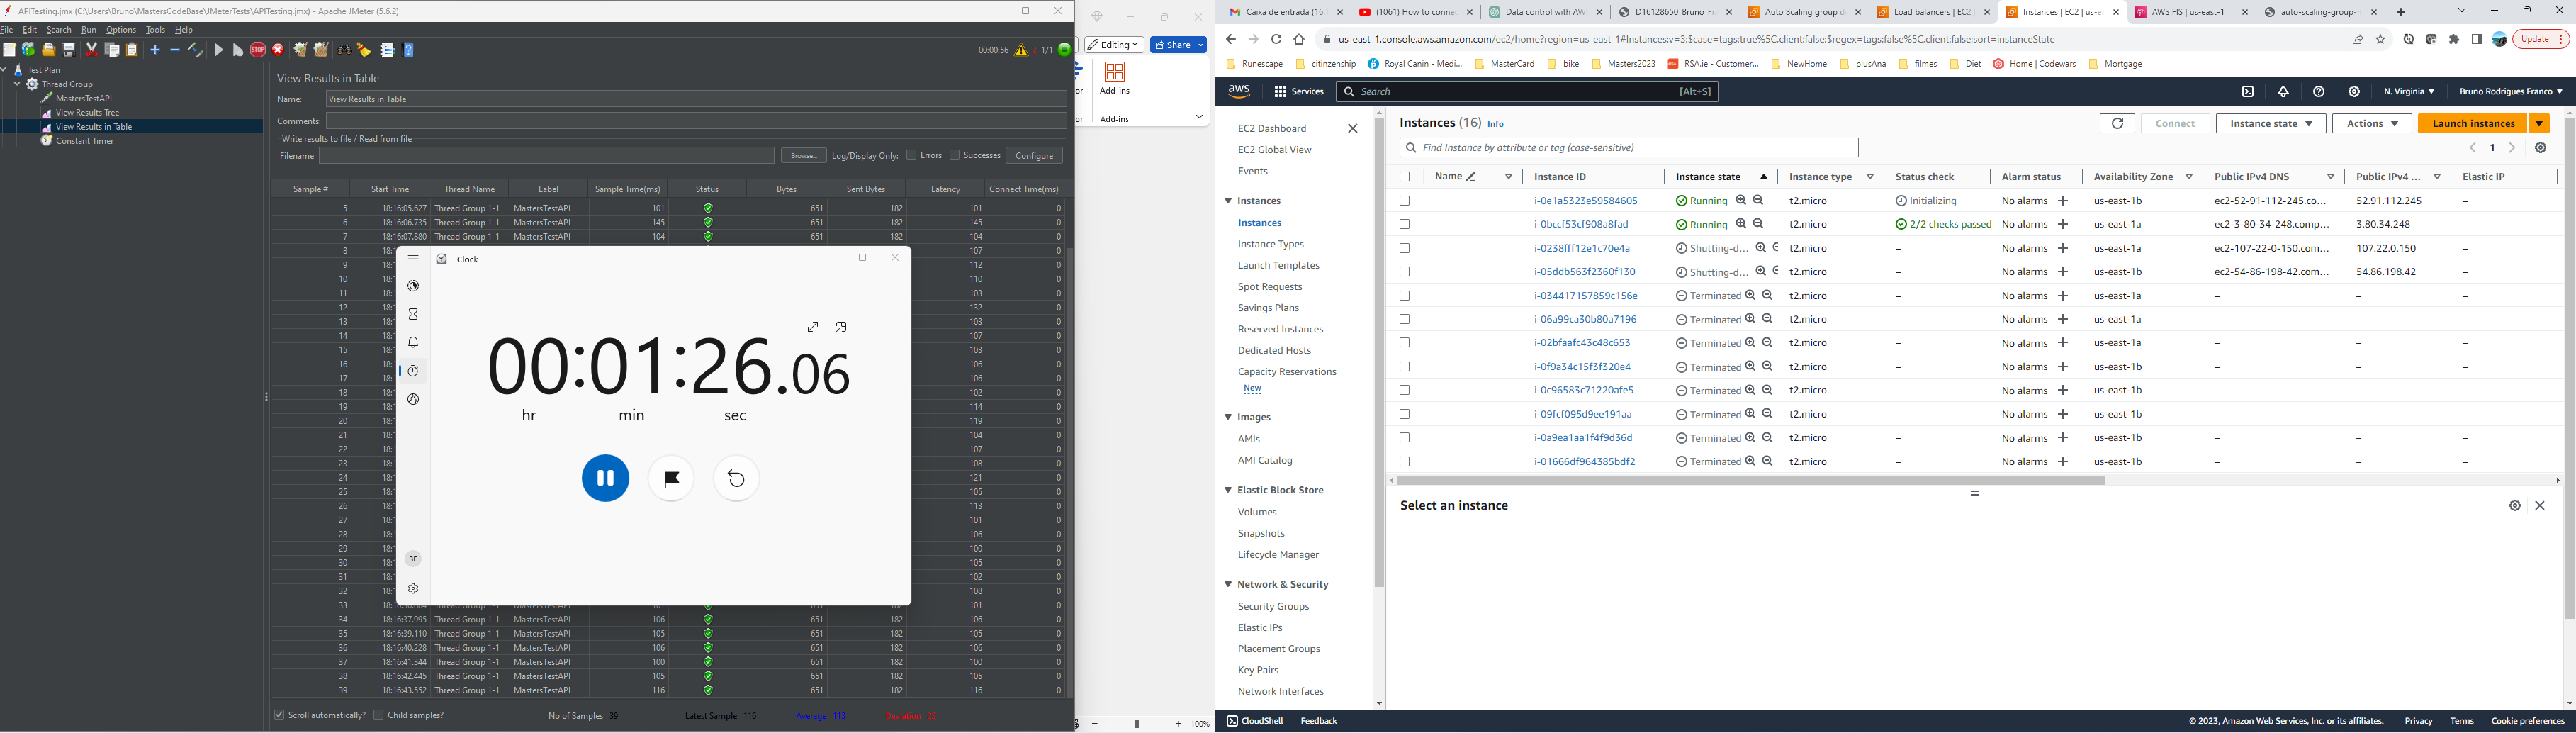 APITesting.jmx (C:\Users\Bruno\MastersCodeBase\JMeterTests\APITesting.jmx) - Apache JMeter (5.6.2)
File Edit Search Run Options Tools Help
00:00:56 1/1
Test Plan
Thread Group
MastersTestAPI
View Results Tree
View Results in Table
Constant Timer
View Results in Table
Name: View Results in Table
Comments:
Write results to file / Read from file
Filename Browse... Log/Display Only: Errors Successes Configure
Sample # Start Time Thread Name Label Sample Time(ms) Status Bytes Sent Bytes Latency Connect Time(ms)
5 18:16:05.627 Thread Group 1-1 MastersTestAPI 101 651 182 101 0
6 18:16:06.735 Thread Group 1-1 MastersTestAPI 145 651 182 145 0
7 18:16:07.880 Thread Group 1-1 MastersTestAPI 104 651 182 104 0
8 18:1 107 0
9 18:1 112 0
10 18:1 110 0
11 18:1 103 0
12 18:1 132 0
13 18:1 103 0
14 18:1 107 0
15 18:1 103 0
16 18:1 106 0
17 18:1 106 0
18 18:1 102 0
19 18:1 114 0
20 18:1 119 0
21 18:1 104 0
22 18:1 107 0
23 18:1 108 0
24 18:1 121 0
25 18:1 105 0
26 18:1 113 0
27 18:1 101 0
28 18:1 106 0
29 18:1 100 0
30 18:1 105 0
31 18:1 102 0
32 18:1 108 0
33 Thread Group 1-1 MastersTestAPI 101 651 182 101 0
34 18:16:37.995 Thread Group 1-1 MastersTestAPI 106 651 182 106 0
35 18:16:39.110 Thread Group 1-1 MastersTestAPI 105 651 182 105 0
36 18:16:40.228 Thread Group 1-1 MastersTestAPI 106 651 182 106 0
37 18:16:41.344 Thread Group 1-1 MastersTestAPI 100 651 182 100 0
38 18:16:42.445 Thread Group 1-1 MastersTestAPI 105 651 182 105 0
39 18:16:43.552 Thread Group 1-1 MastersTestAPI 116 651 182 116 0
Scroll automatically? Child samples? No of Samples 39 Latest Sample 116 Average 113 Deviation 23
Clock
00:01:26.06
hr min sec
BF
Editing Share
Add-ins
Add-ins
100%
Caixa de entrada (16.
(1061) How to connec
Data control with AW
D16128650_Bruno_Fr
Auto Scaling group d
Load balancers | EC2
Instances | EC2 | us-e
AWS FIS | us-east-1
auto-scaling-group-n
us-east-1.console.aws.amazon.com/ec2/home?region=us-east-1#Instances:v=3;$case=tags:true%5C,client:false;$regex=tags:false%5C,client:false;sort=instanceState
Update
Runescape citinzenship Royal Canin - Medi... MasterCard bike Masters2023 RSA.ie - Customer... NewHome plusAna filmes Diet Home | Codewars Mortgage
aws Services Search [Alt+S] N. Virginia Bruno Rodrigues Franco
EC2 Dashboard
EC2 Global View
Events
Instances
Instances
Instance Types
Launch Templates
Spot Requests
Savings Plans
Reserved Instances
Dedicated Hosts
Capacity Reservations
New
Images
AMIs
AMI Catalog
Elastic Block Store
Volumes
Snapshots
Lifecycle Manager
Network & Security
Security Groups
Elastic IPs
Placement Groups
Key Pairs
Network Interfaces
Instances (16) Info
Connect Instance state Actions Launch instances
Find Instance by attribute or tag (case-sensitive)
1
Name Instance ID Instance state Instance type Status check Alarm status Availability Zone Public IPv4 DNS Public IPv4 ... Elastic IP
i-0e1a5323e59584605 Running t2.micro Initializing No alarms us-east-1b ec2-52-91-112-245.co... 52.91.112.245 –
i-0bccf53cf908a8fad Running t2.micro 2/2 checks passed No alarms us-east-1a ec2-3-80-34-248.comp... 3.80.34.248 –
i-0238fff12e1c70e4a Shutting-d... t2.micro – No alarms us-east-1a ec2-107-22-0-150.com... 107.22.0.150 –
i-05ddb563f2360f130 Shutting-d... t2.micro – No alarms us-east-1b ec2-54-86-198-42.com... 54.86.198.42 –
i-034417157859c156e Terminated t2.micro – No alarms us-east-1a – – –
i-06a99ca30b80a7196 Terminated t2.micro – No alarms us-east-1a – – –
i-02bfaafc43c48c653 Terminated t2.micro – No alarms us-east-1a – – –
i-0f9a34c15f3f320e4 Terminated t2.micro – No alarms us-east-1b – – –
i-0c96583c71220afe5 Terminated t2.micro – No alarms us-east-1b – – –
i-09fcf095d9ee191aa Terminated t2.micro – No alarms us-east-1b – – –
i-0a9ea1aa1f4f9d36d Terminated t2.micro – No alarms us-east-1b – – –
i-01666df964385bdf2 Terminated t2.micro – No alarms us-east-1b – – –
Select an instance
CloudShell Feedback © 2023, Amazon Web Services, Inc. or its affiliates. Privacy Terms Cookie preferences